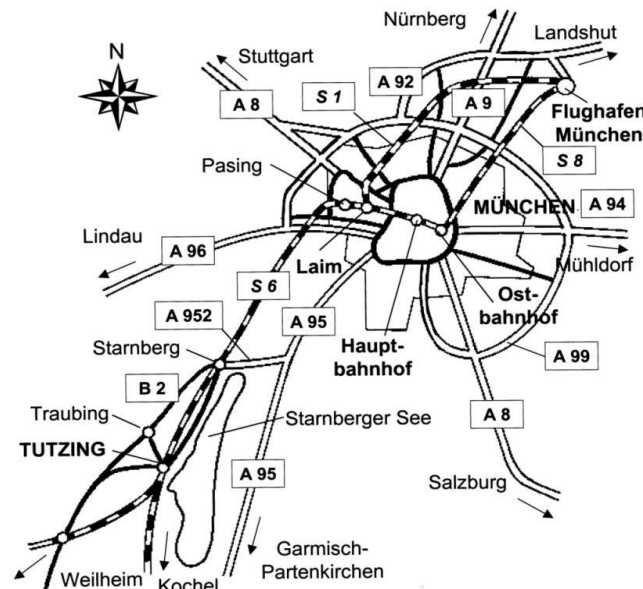 Nürnberg
Landshut
N
Stuttgart
A 92
S 1
A 9
A 8
Flughafen
München
S 8
Pasing
MÜNCHEN
A 94
Lindau
A 96
Laim
Mühldorf
S 6
Ost-
bahnhof
A 952
A 95
Haupt-
bahnhof
A 99
Starnberg
B 2
A 8
Traubing
Starnberger See
TUTZING
A 95
Salzburg
Garmisch-
Partenkirchen
Weilheim
Kochel